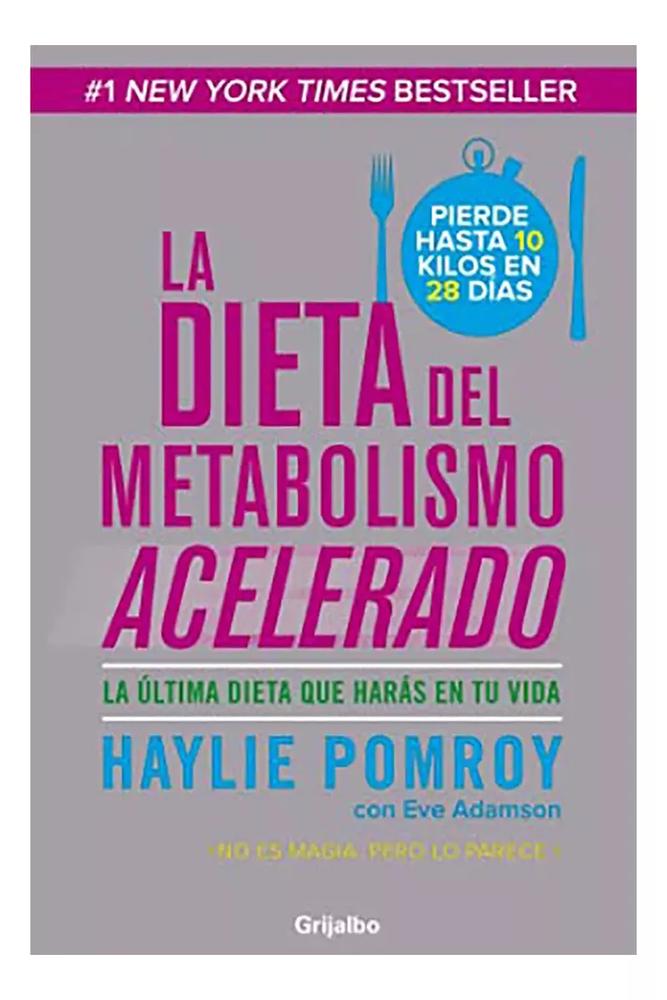 #1 NEW YORK TIMES BESTSELLER
PIERDE
HASTA 10
KILOS EN
28 DÍAS
LA
DIETA DEL
METABOLISMO
ACELERADO
LA ÚLTIMA DIETA QUE HARÁS EN TU VIDA
HAYLIE POMROY
con Eve Adamson
«NO ES MAGIA, PERO LO PARECE.»
Grijalbo